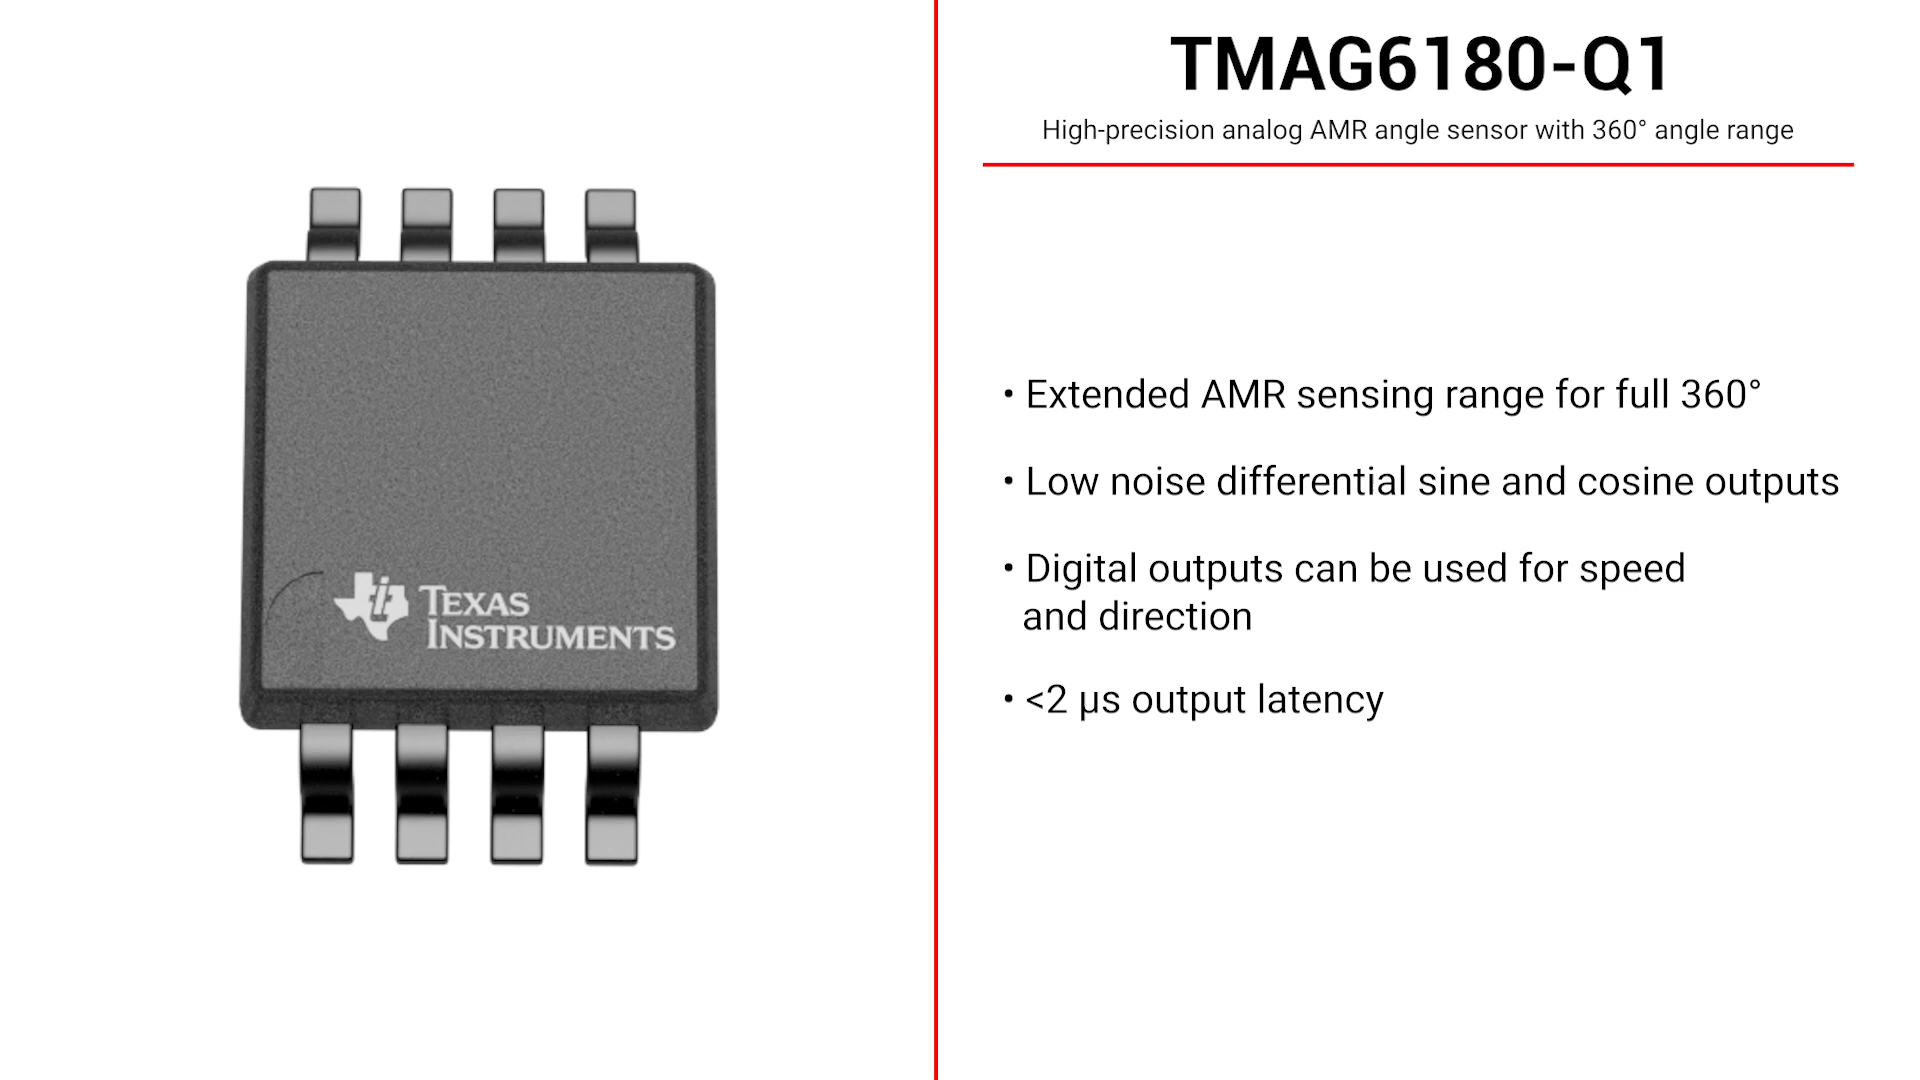 TMAG6180-Q1
High-precision analog AMR angle sensor with 360° angle range
• Extended AMR sensing range for full 360°
• Low noise differential sine and cosine outputs
• Digital outputs can be used for speed
and direction
• <2 µs output latency
TEXAS
INSTRUMENTS